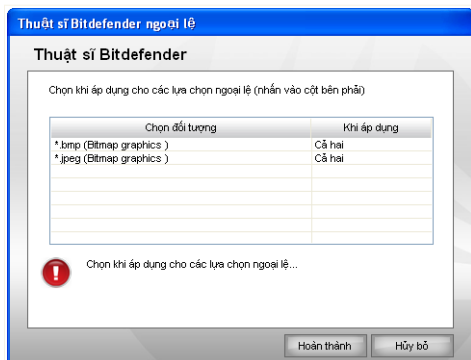 Thuật sĩ Bitdefender ngoại lệ
Thuật sĩ Bitdefender
Chọn khi áp dụng cho các lựa chọn ngoại lệ (nhấn vào cột bên phải)
Chọn đối tượng Khi áp dụng
*.bmp (Bitmap graphics ) Cả hai
*.jpeg (Bitmap graphics ) Cả hai
Chọn khi áp dụng cho các lựa chọn ngoại lệ...
Hoàn thành Hủy bỏ